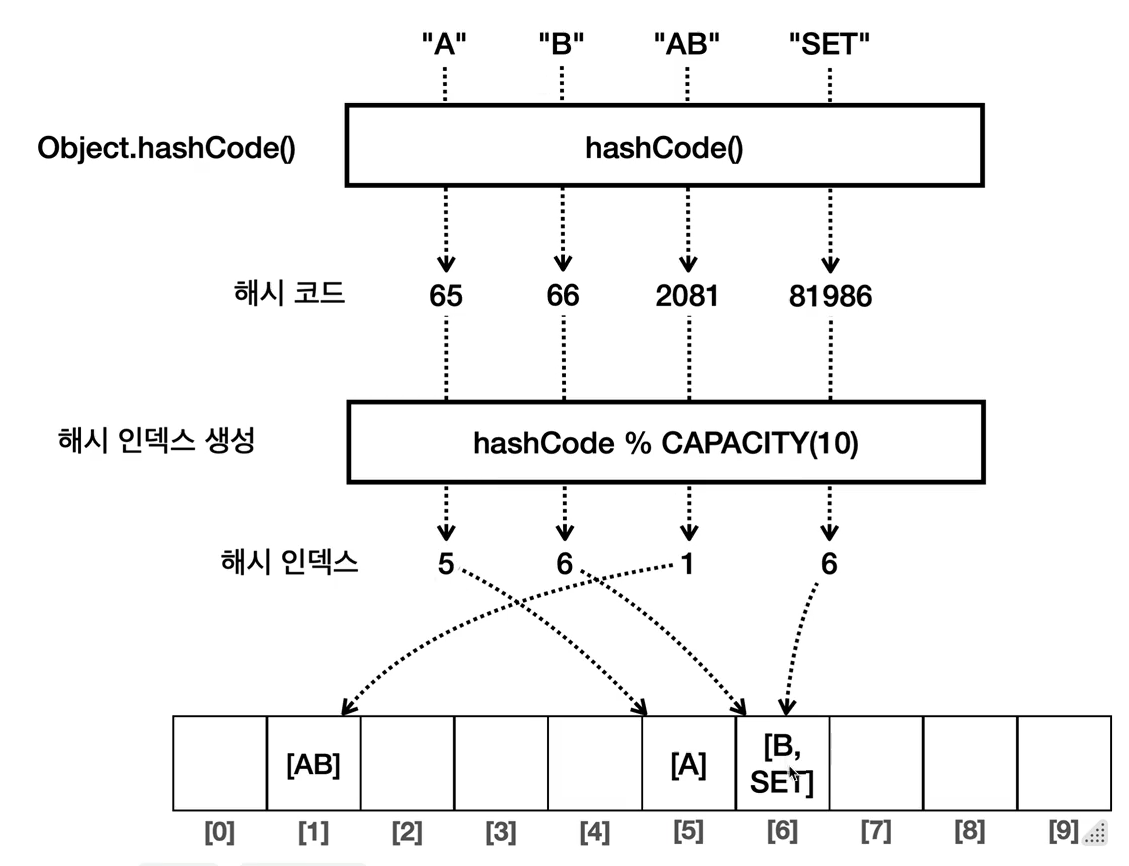 "A" "B" "AB" "SET"
Object.hashCode() hashCode()
해시 코드 65 66 2081 81986
해시 인덱스 생성 hashCode % CAPACITY(10)
해시 인덱스 5 6 1 6
[AB] [A] [B,
SET]
[0] [1] [2] [3] [4] [5] [6] [7] [8] [9]